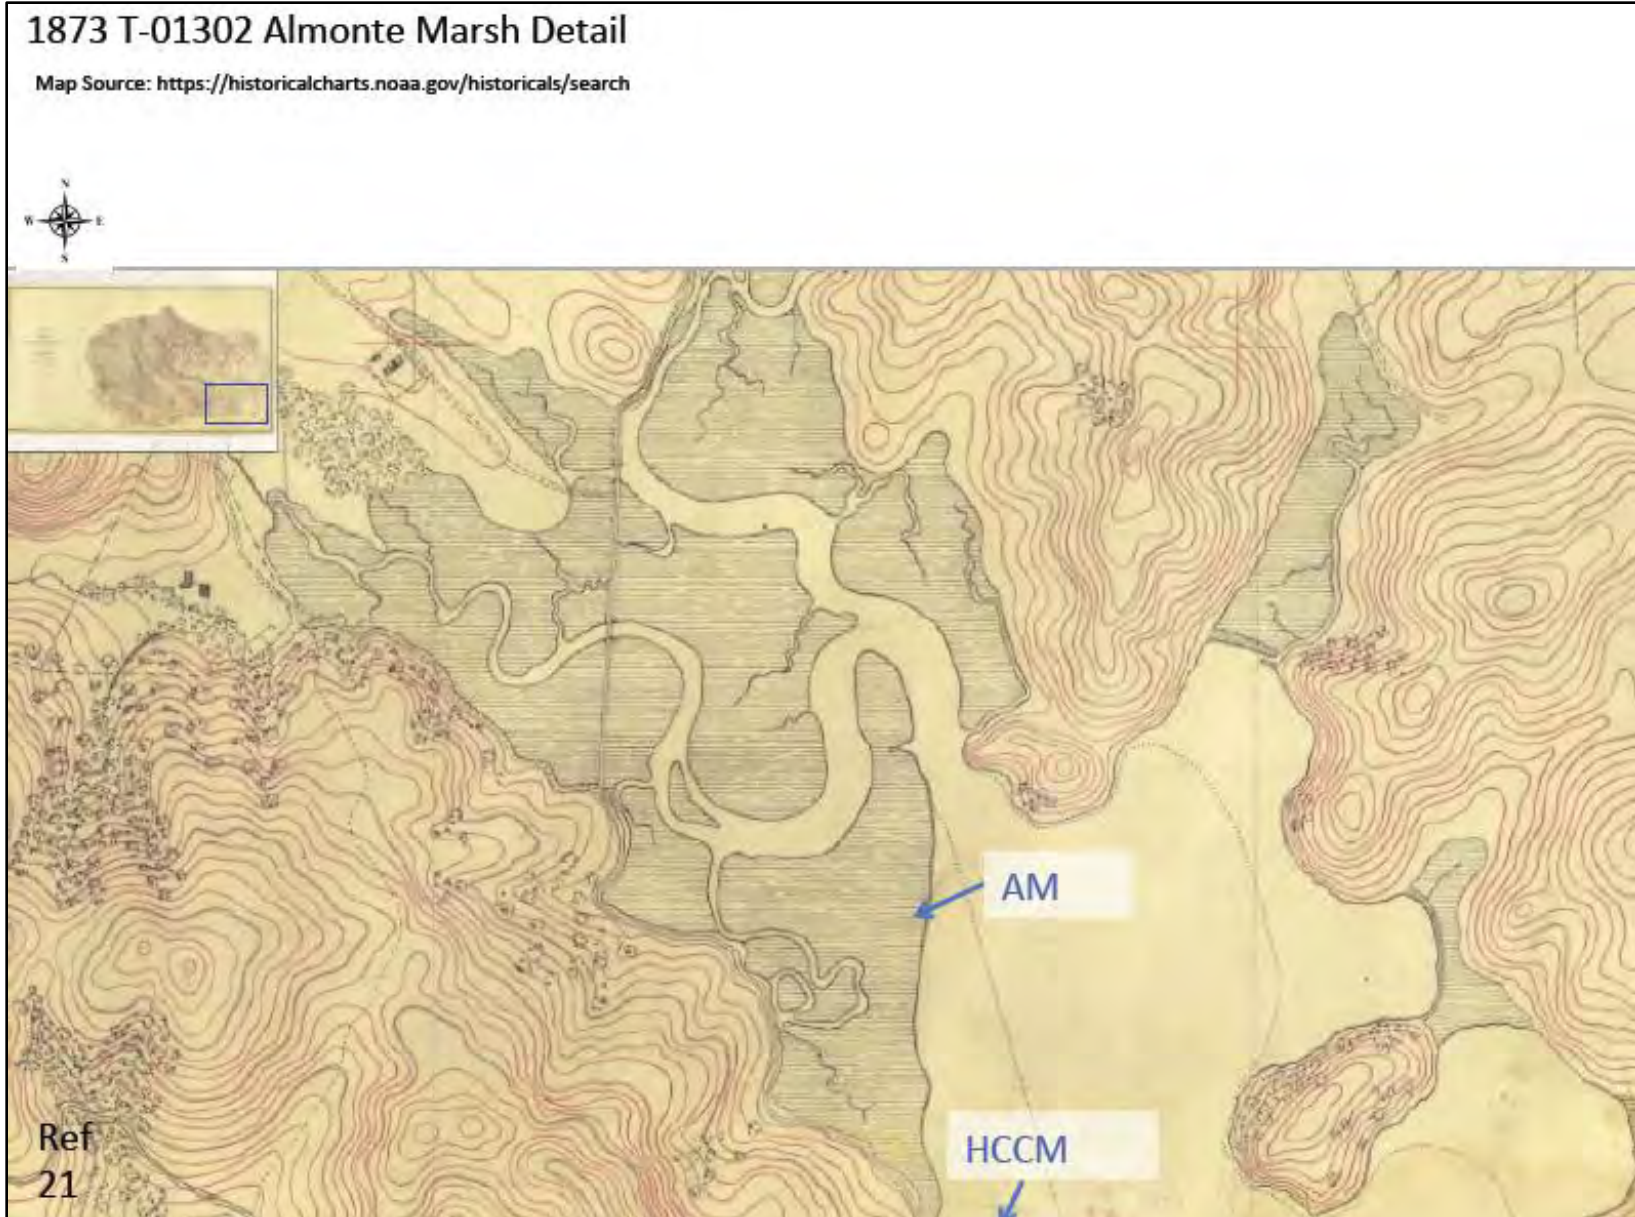 1873 T-01302 Almonte Marsh Detail
Map Source: https://historicalcharts.noaa.gov/historicals/search
N
W E
S
AM
HCCM
Ref
21